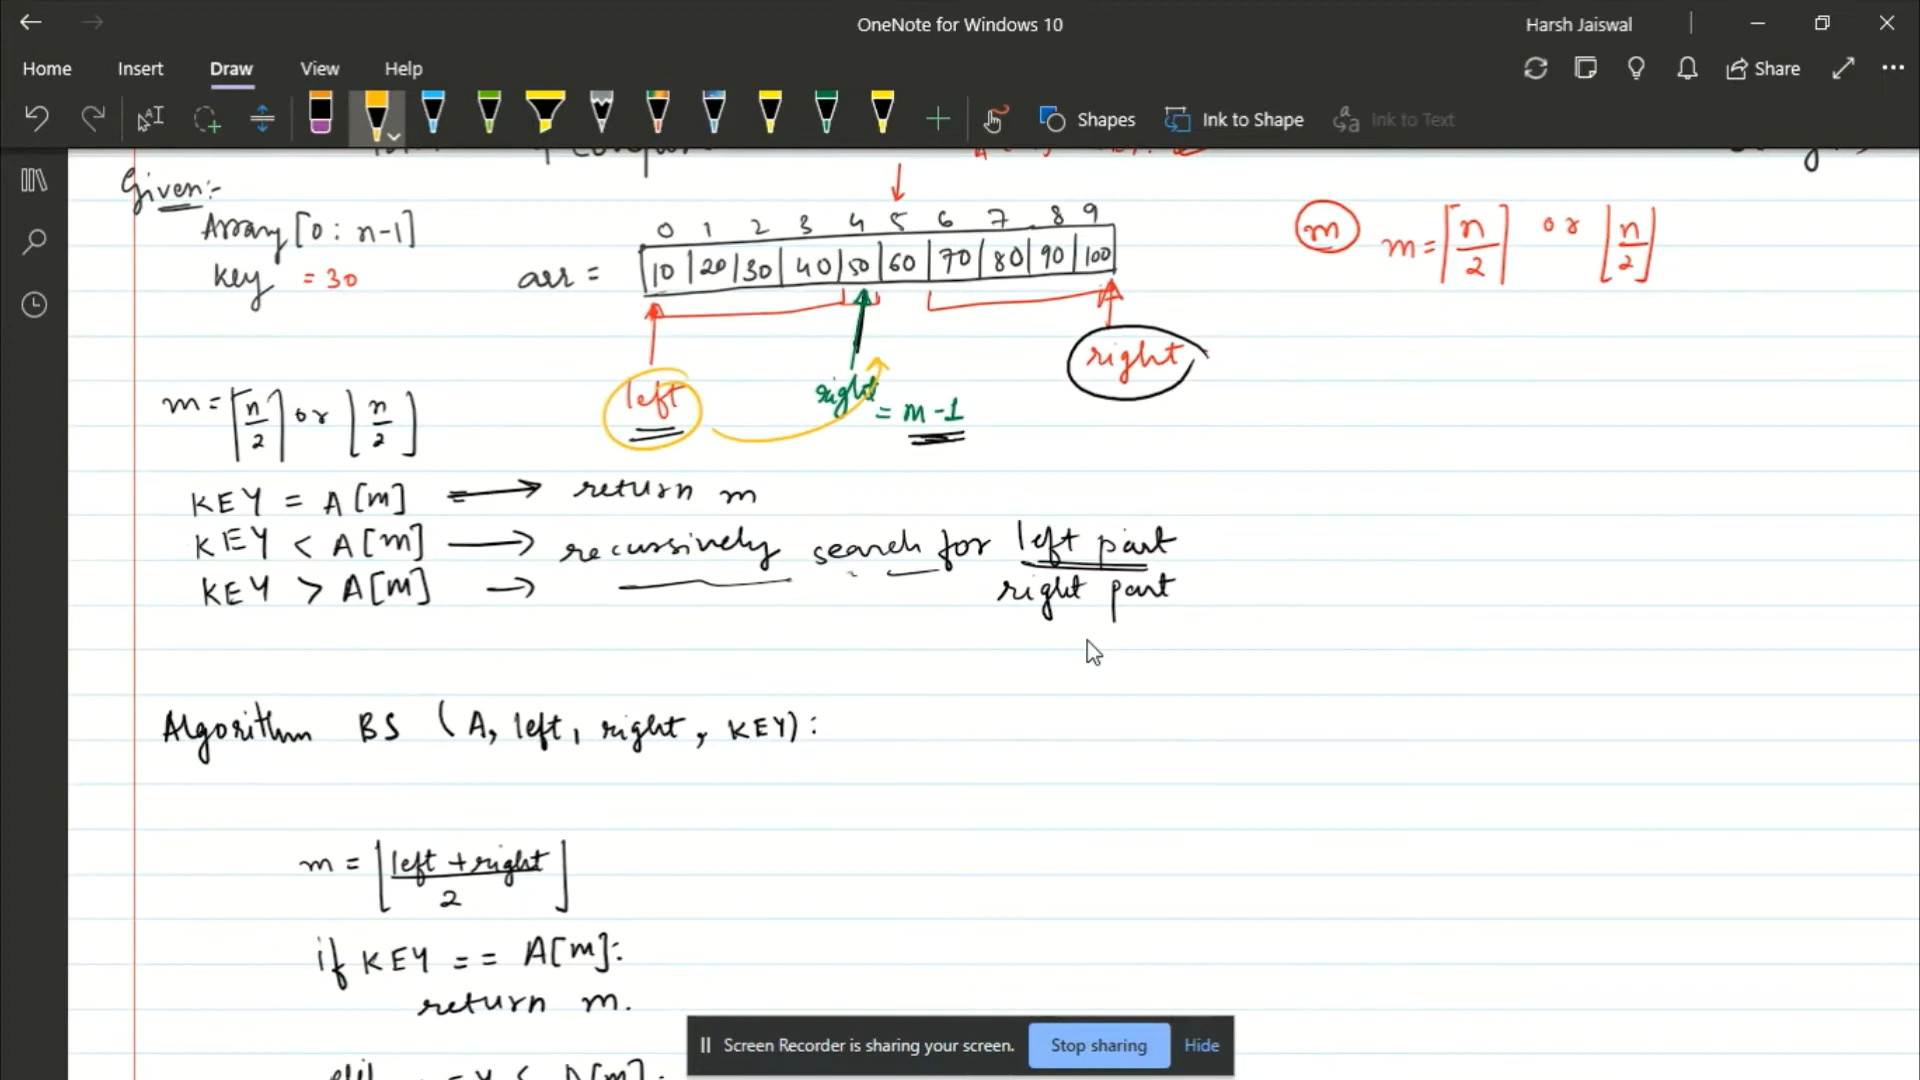 OneNote for Windows 10
Harsh Jaiswal
Home Insert Draw View Help
Share
Shapes Ink to Shape Ink to Text
Given:-
Array [0: n-1]
Key = 30
0 1 2 3 4 5 6 7 8 9
arr = 10 20 30 40 50 60 70 80 90 100
m m = ⌈n/2⌉ or ⌊n/2⌋
left
right = m-1
right
m = ⌈n/2⌉ or ⌊n/2⌋
KEY = A[m] → return m
KEY < A[m] → recussively search for left part
KEY > A[m] → right part
Algorithm BS (A, left, right, KEY):
m = ⌊left + right / 2⌋
if KEY == A[m]:
return m.
Screen Recorder is sharing your screen. Stop sharing Hide